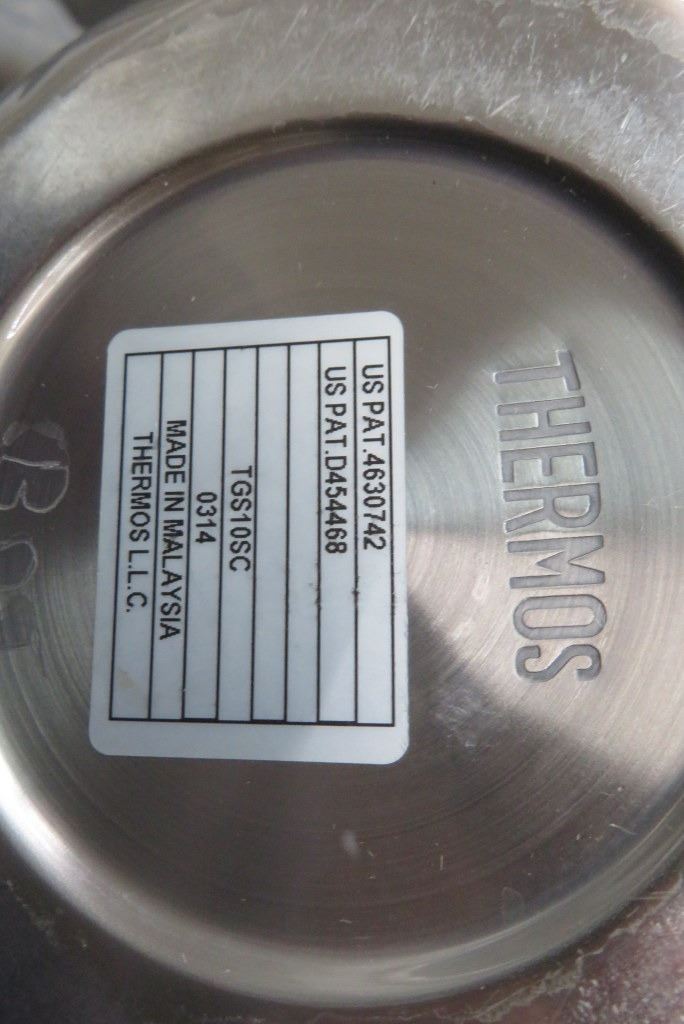 THERMOS
US PAT.4630742
US PAT.D454468
TGS10SC
0314
MADE IN MALAYSIA
THERMOS L.L.C.